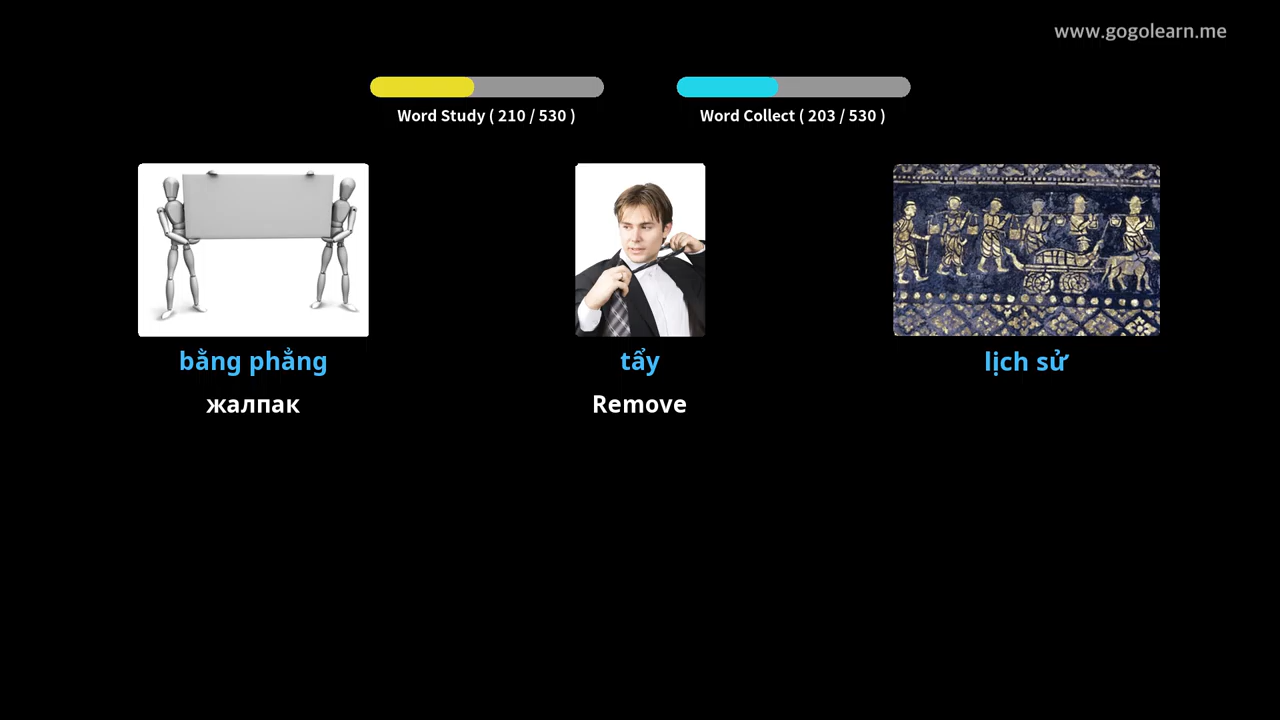 www.gogolearn.me
Word Study ( 210 / 530 )
Word Collect ( 203 / 530 )
bằng phẳng
tẩy
lịch sử
жалпак
Remove